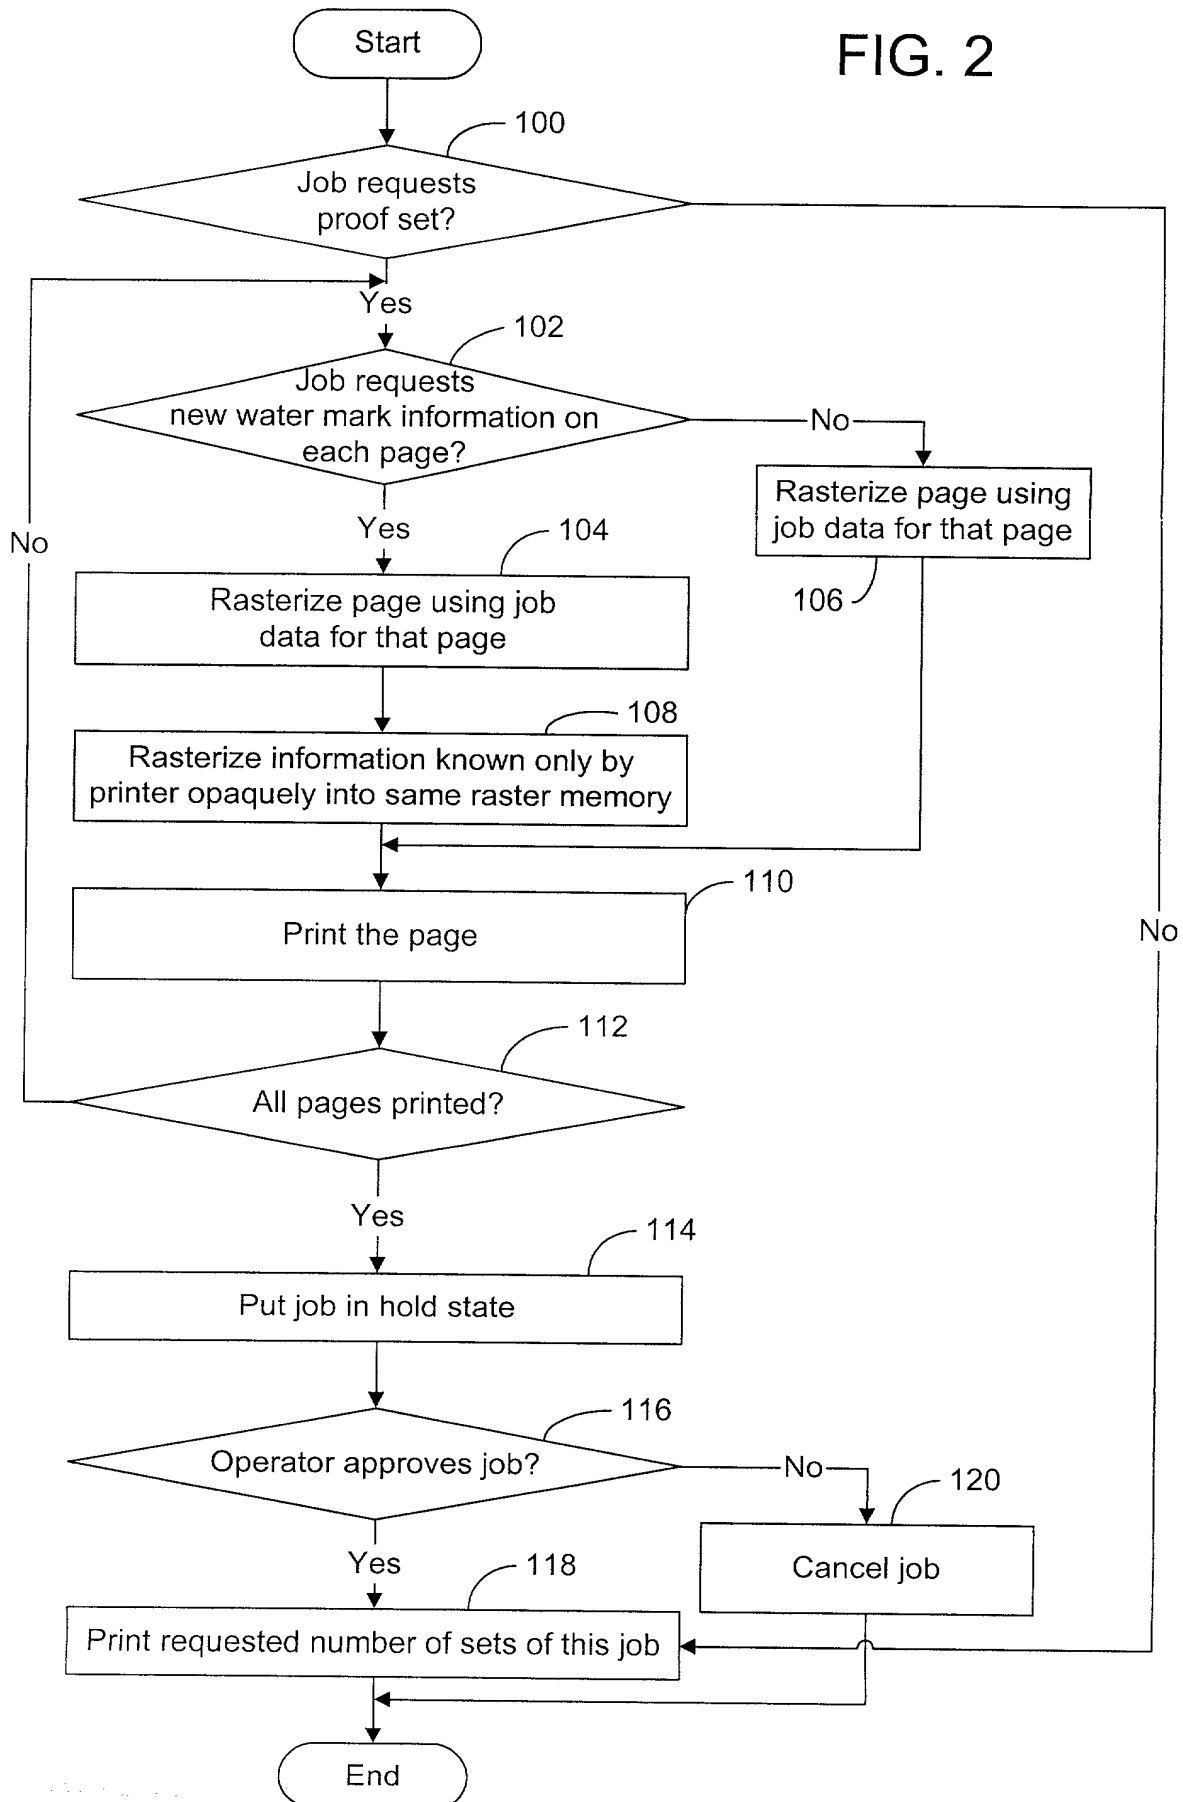 Start
FIG. 2
100
Job requests
proof set?
Yes
102
Job requests
new water mark information on
each page?
No
Rasterize page using
job data for that page
106
Yes
104
No
Rasterize page using job
data for that page
108
Rasterize information known only by
printer opaquely into same raster memory
110
Print the page
No
112
All pages printed?
Yes
114
Put job in hold state
116
Operator approves job?
No
120
Cancel job
Yes
118
Print requested number of sets of this job
End